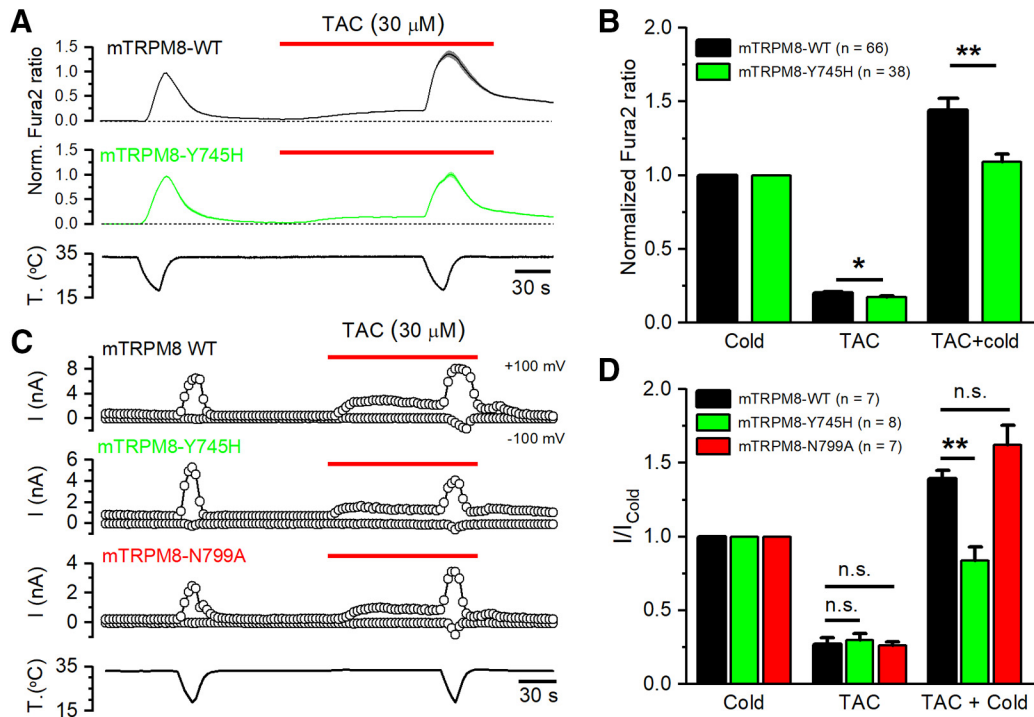 A
TAC (30 µM)
mTRPM8-WT
Norm. Fura2 ratio
1.5
1.0
0.5
0.0
mTRPM8-Y745H
1.5
1.0
0.5
0.0
T. (ºC)
35
15
30 s
B
Normalized Fura2 ratio
2.0
1.5
1.0
0.5
0.0
mTRPM8-WT (n = 66)
mTRPM8-Y745H (n = 38)
**
*
Cold
TAC
TAC+cold
C
TAC (30 µM)
mTRPM8 WT
+100 mV
I (nA)
8
4
0
-100 mV
mTRPM8-Y745H
I (nA)
6
4
2
0
mTRPM8-N799A
I (nA)
4
2
0
T.(ºC)
35
15
30 s
D
I/ICold
2.0
1.5
1.0
0.5
0.0
mTRPM8-WT (n = 7)
mTRPM8-Y745H (n = 8)
mTRPM8-N799A (n = 7)
n.s.
**
n.s.
n.s.
Cold
TAC
TAC + Cold